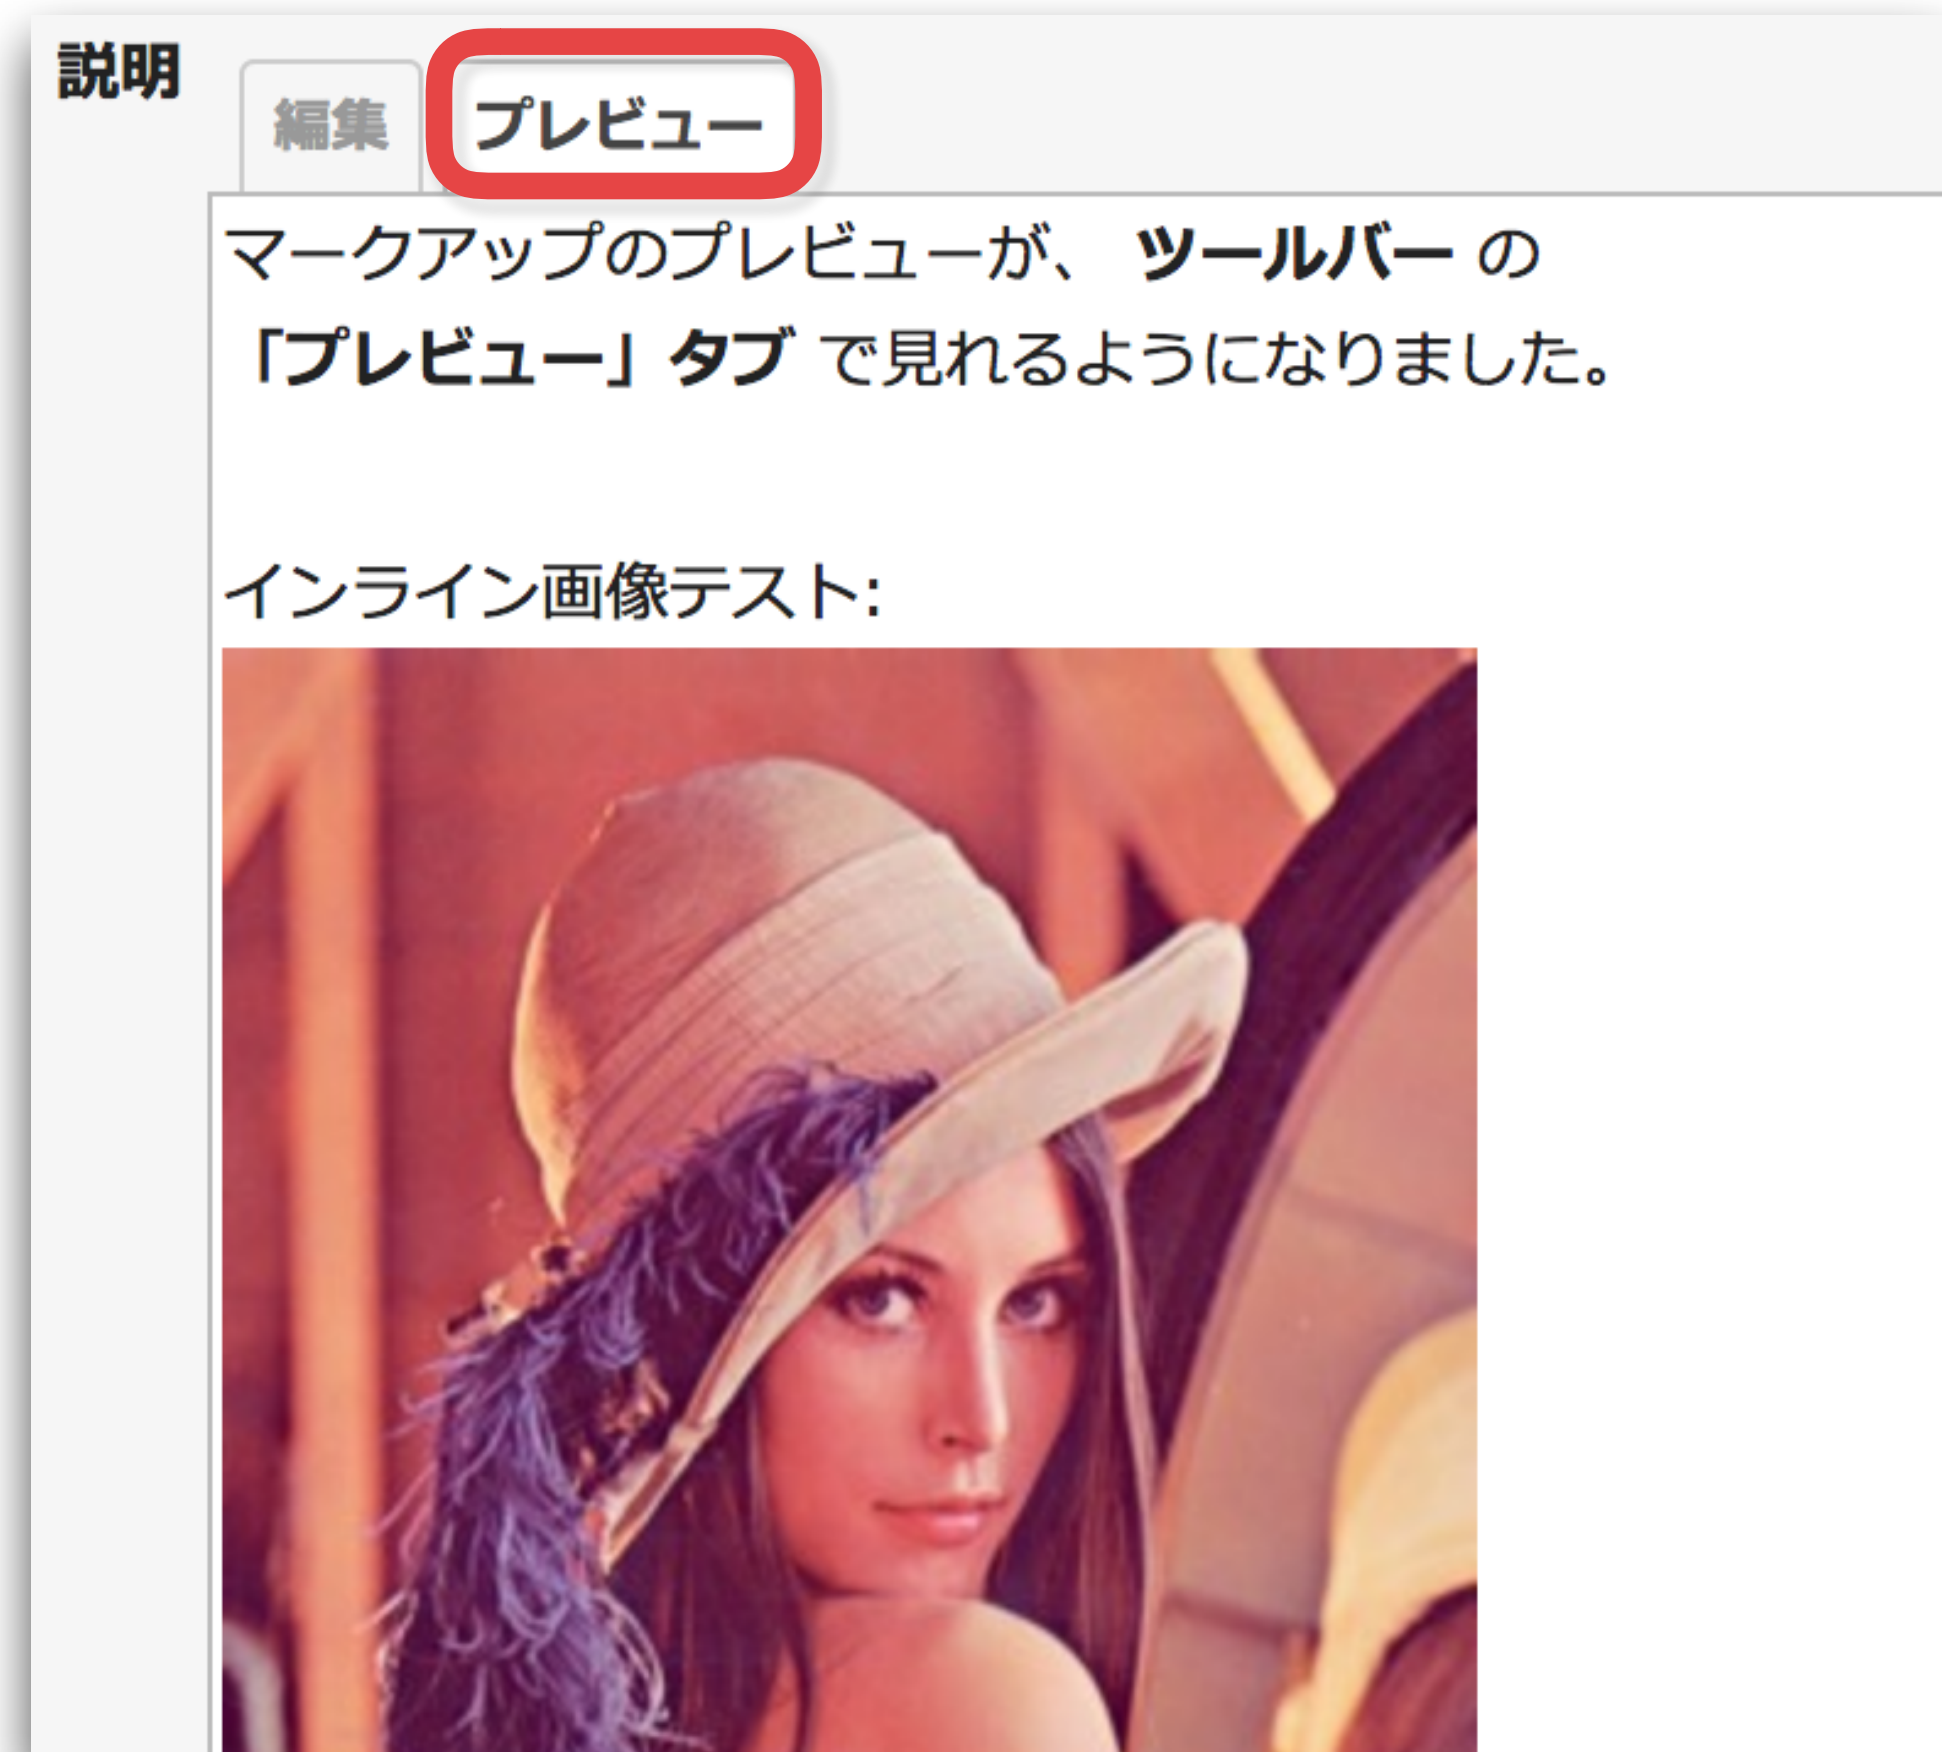 説明
編集 プレビュー
マークアップのプレビューが、 ツールバー の
「プレビュー」タブ で見れるようになりました。
インライン画像テスト: